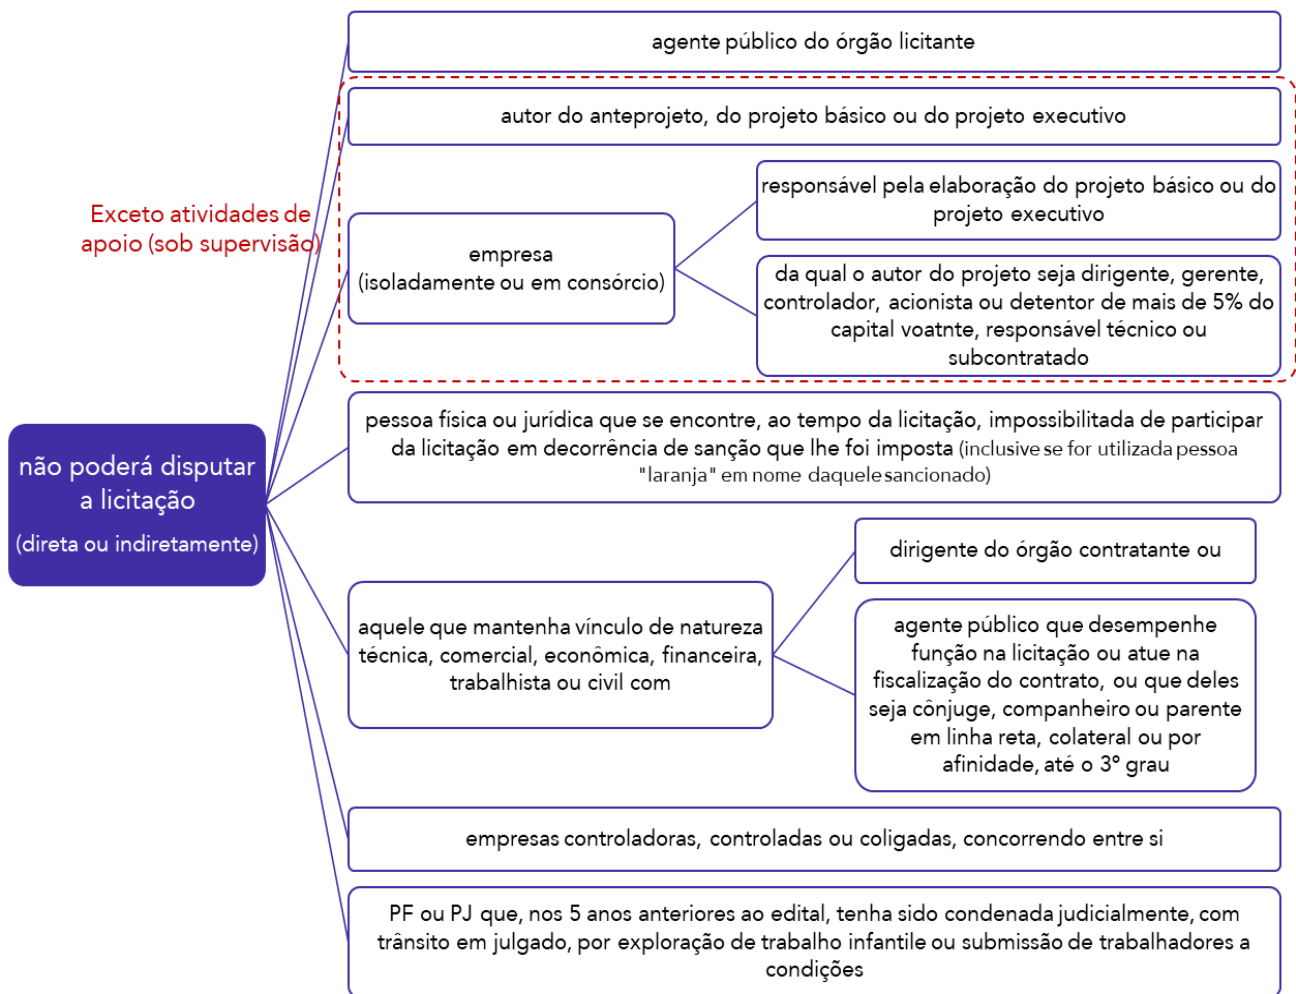 agente público do órgão licitante
autor do anteprojeto, do projeto básico ou do projeto executivo
Exceto atividades de
apoio (sob supervisão)
empresa
(isoladamente ou em consórcio)
responsável pela elaboração do projeto básico ou do
projeto executivo
da qual o autor do projeto seja dirigente, gerente,
controlador, acionista ou detentor de mais de 5% do
capital voatnte, responsável técnico ou
subcontratado
não poderá disputar
a licitação
(direta ou indiretamente)
pessoa física ou jurídica que se encontre, ao tempo da licitação, impossibilitada de participar
da licitação em decorrência de sanção que lhe foi imposta (inclusive se for utilizada pessoa
"laranja" em nome daquele sancionado)
aquele que mantenha vínculo de natureza
técnica, comercial, econômica, financeira,
trabalhista ou civil com
dirigente do órgão contratante ou
agente público que desempenhe
função na licitação ou atue na
fiscalização do contrato, ou que deles
seja cônjuge, companheiro ou parente
em linha reta, colateral ou por
afinidade, até o 3º grau
empresas controladoras, controladas ou coligadas, concorrendo entre si
PF ou PJ que, nos 5 anos anteriores ao edital, tenha sido condenada judicialmente, com
trânsito em julgado, por exploração de trabalho infantile ou submissão de trabalhadores a
condições